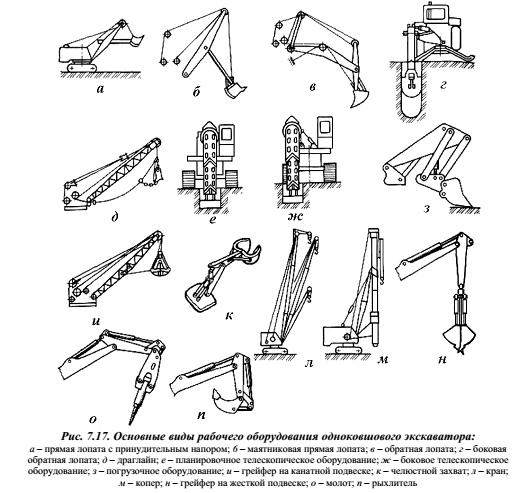 а
б
в
г
д
е
ж
з
и
к
л
м
н
о
п
Рис. 7.17. Основные виды рабочего оборудования одноковшового экскаватора:
а – прямая лопата с принудительным напором; б – маятниковая прямая лопата; в – обратная лопата; г – боковая
обратная лопата; д – драглайн; е – планировочное телескопическое оборудование; ж – боковое телескопическое
оборудование; з – погрузочное оборудование; и – грейфер на канатной подвеске; к – челюстной захват; л – кран;
м – копер; н – грейфер на жесткой подвеске; о – молот; п – рыхлитель